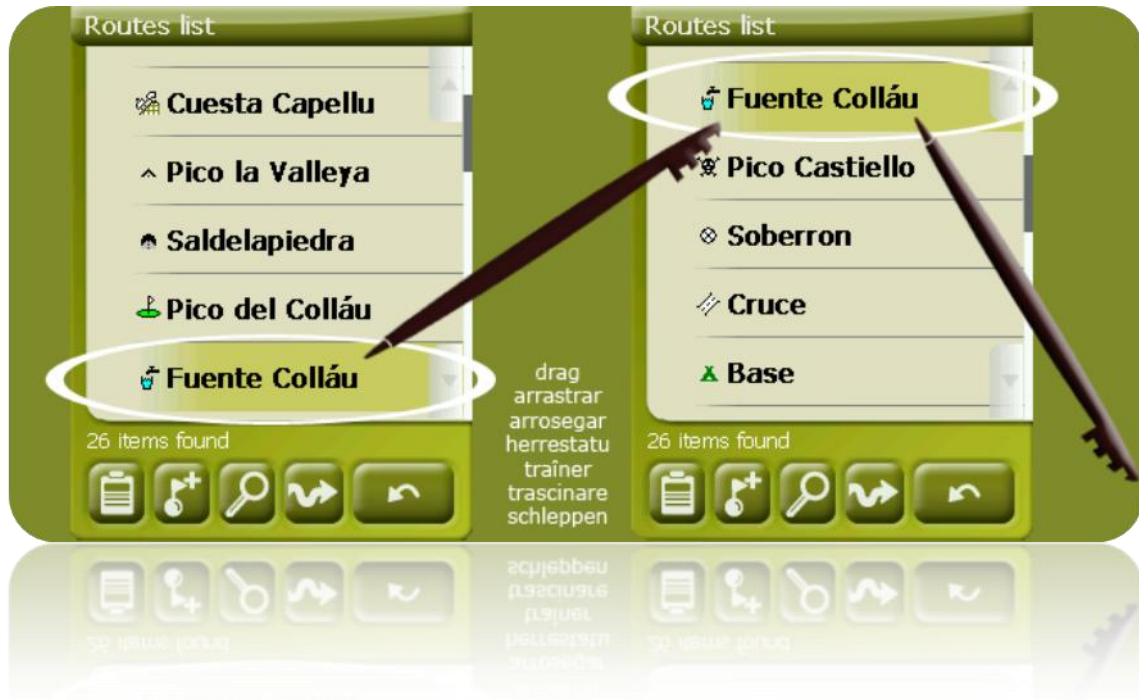 Routes list
Cuesta Capellu
Pico la Valleya
Saldelapiedra
Pico del Colláu
Fuente Colláu
26 items found
drag
arrastrar
arrosegar
herrestatu
traîner
trascinare
schleppen
Routes list
Fuente Colláu
Pico Castiello
Soberron
Cruce
Base
26 items found